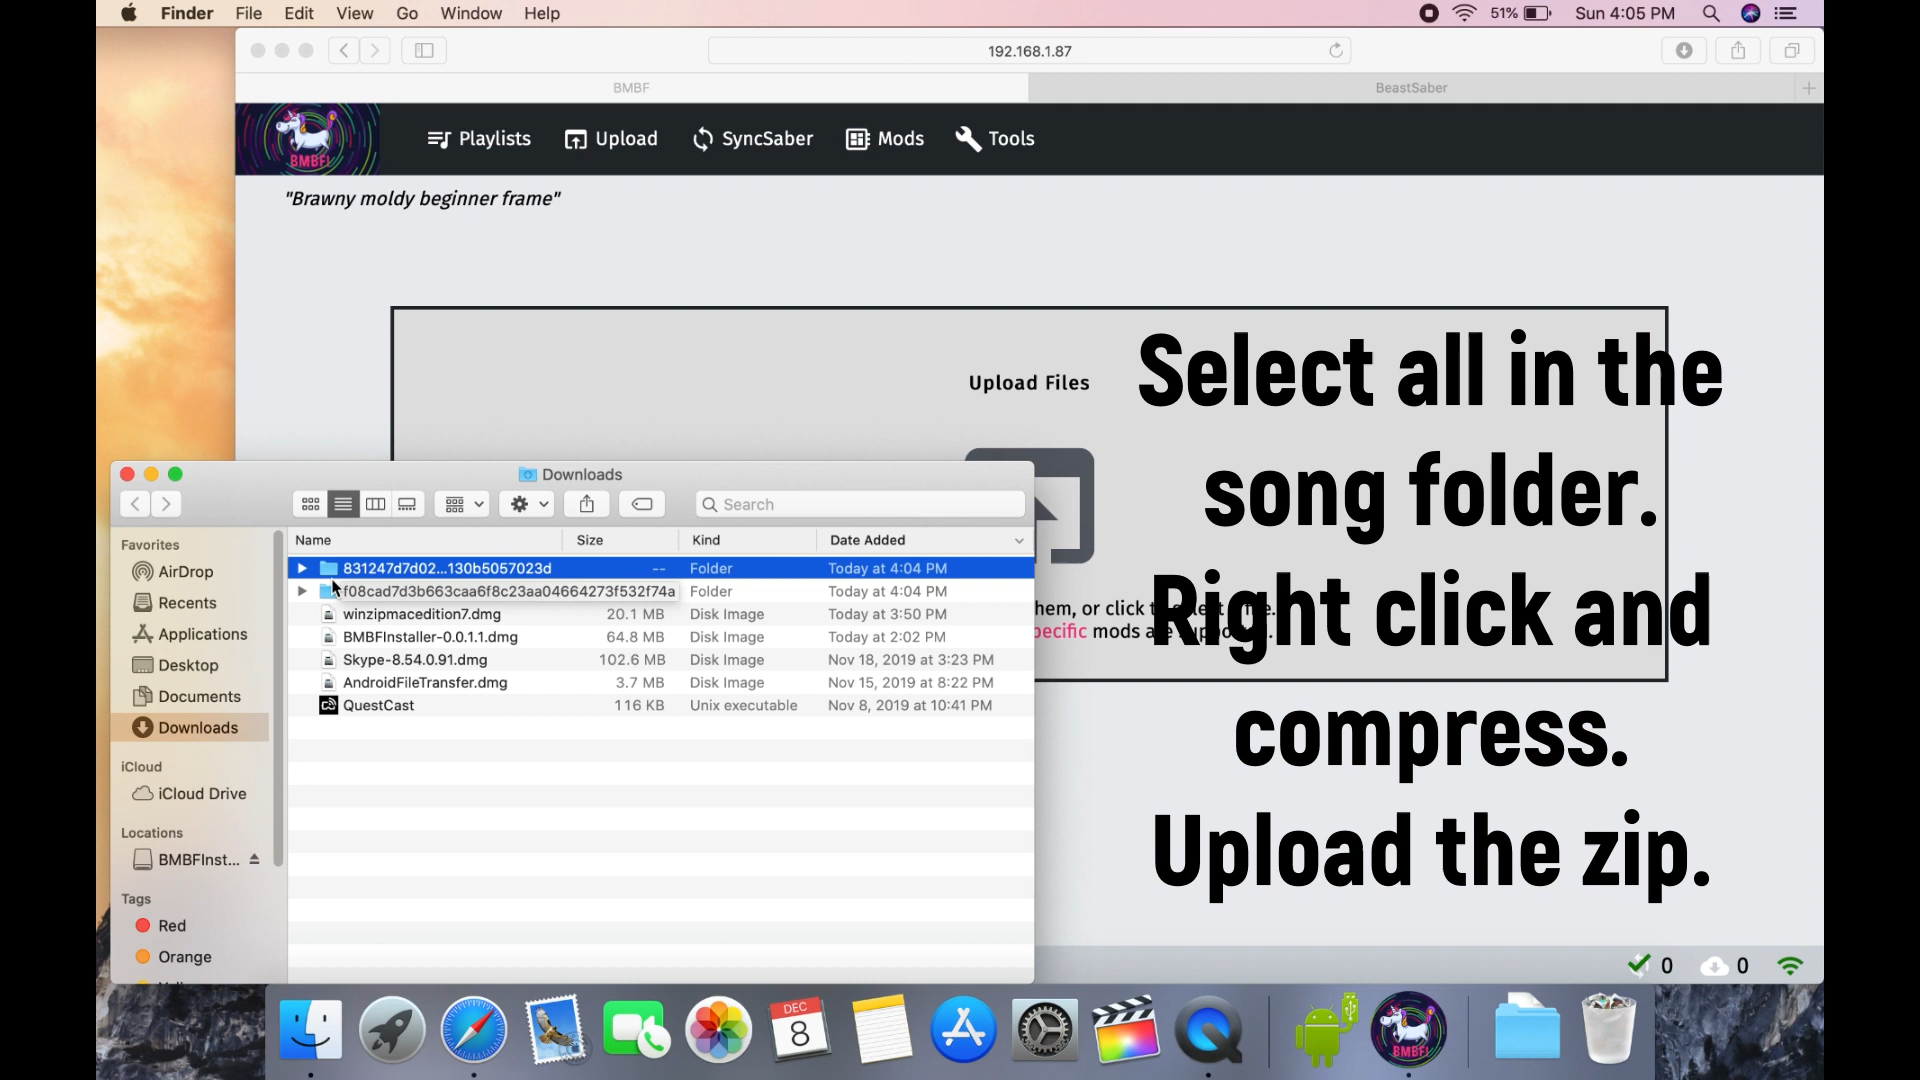 Finder File Edit View Go Window Help 51% Sun 4:05 PM
192.168.1.87
BMBF BeastSaber
BMBF!
Playlists Upload SyncSaber Mods Tools
"Brawny moldy beginner frame"
Upload Files
Select all in the
song folder.
Right click and
compress.
Upload the zip.
hem, or click
pecific mods
Downloads
Search
Favorites
AirDrop
Recents
Applications
Desktop
Documents
Downloads
iCloud
iCloud Drive
Locations
BMBFInst...
Tags
Red
Orange
Name Size Kind Date Added
831247d7d02...130b5057023d -- Folder Today at 4:04 PM
f08cad7d3b663caa6f8c23aa04664273f532f74a Folder Today at 4:04 PM
winzipmacedition7.dmg 20.1 MB Disk Image Today at 3:50 PM
BMBFInstaller-0.0.1.1.dmg 64.8 MB Disk Image Today at 2:02 PM
Skype-8.54.0.91.dmg 102.6 MB Disk Image Nov 18, 2019 at 3:23 PM
AndroidFileTransfer.dmg 3.7 MB Disk Image Nov 15, 2019 at 8:22 PM
QuestCast 116 KB Unix executable Nov 8, 2019 at 10:41 PM
0 0
DEC
8
BMBF!